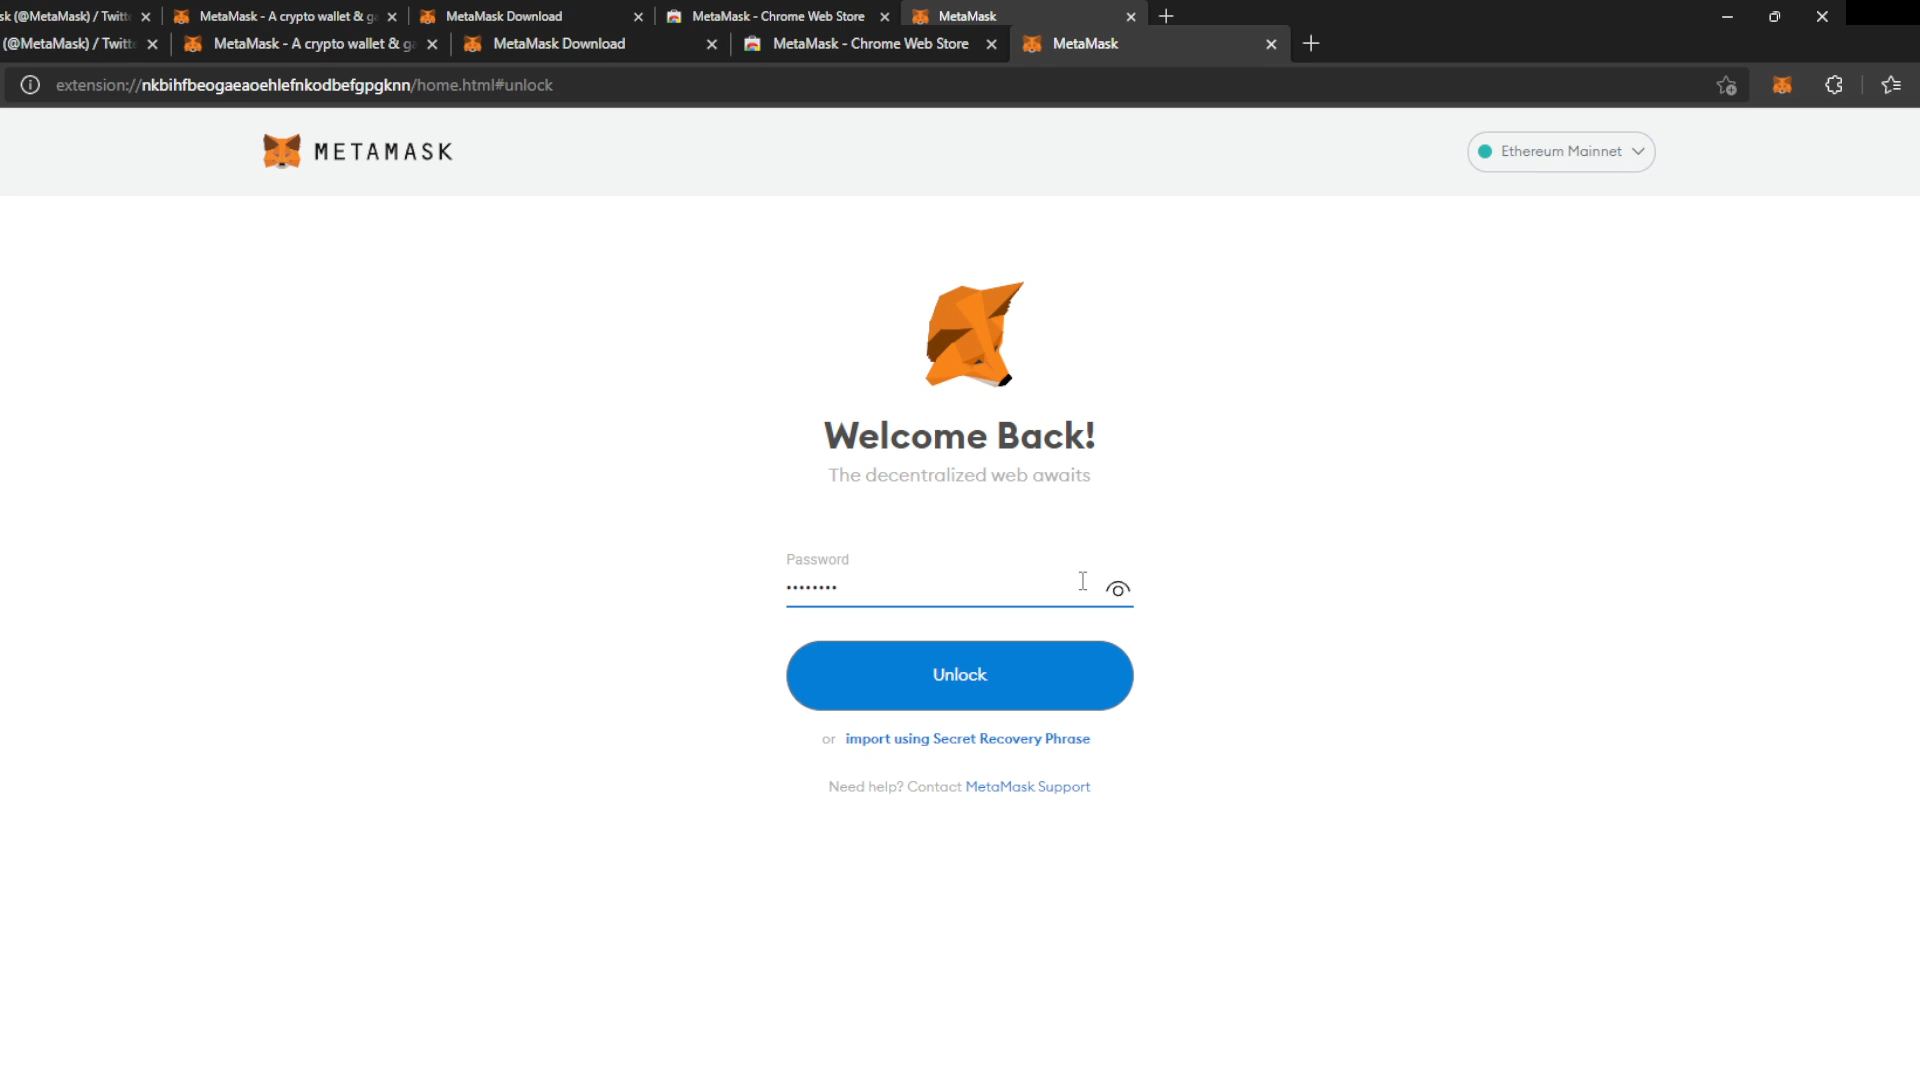 sk (@MetaMask) / Twitt
MetaMask - A crypto wallet & ga
MetaMask Download
MetaMask - Chrome Web Store
MetaMask
(@MetaMask) / Twitt
MetaMask - A crypto wallet & ga
MetaMask Download
MetaMask - Chrome Web Store
MetaMask
extension://nkbihfbeogaeaoehlefnkodbefgpgknn/home.html#unlock
METAMASK
Ethereum Mainnet
Welcome Back!
The decentralized web awaits
Password
••••••••
Unlock
or import using Secret Recovery Phrase
Need help? Contact MetaMask Support